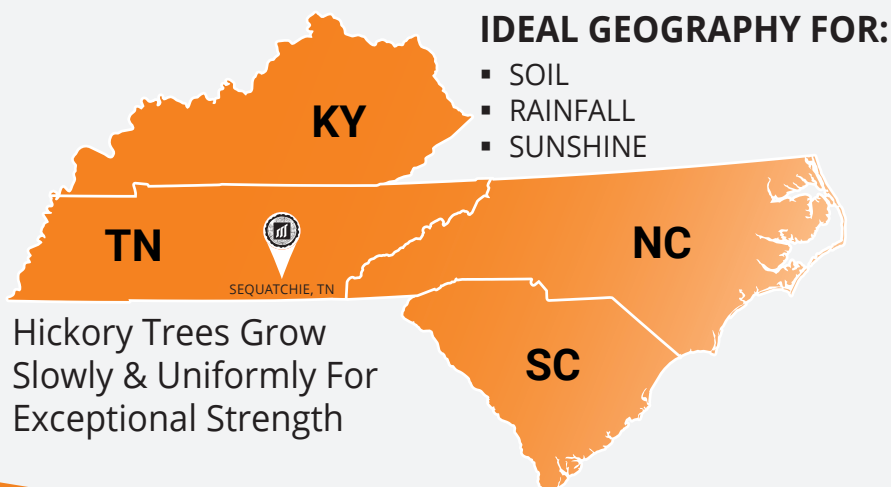 IDEAL GEOGRAPHY FOR:
▪ SOIL
▪ RAINFALL
▪ SUNSHINE
KY
TN
NC
SEQUATCHIE, TN
SC
Hickory Trees Grow
Slowly & Uniformly For
Exceptional Strength